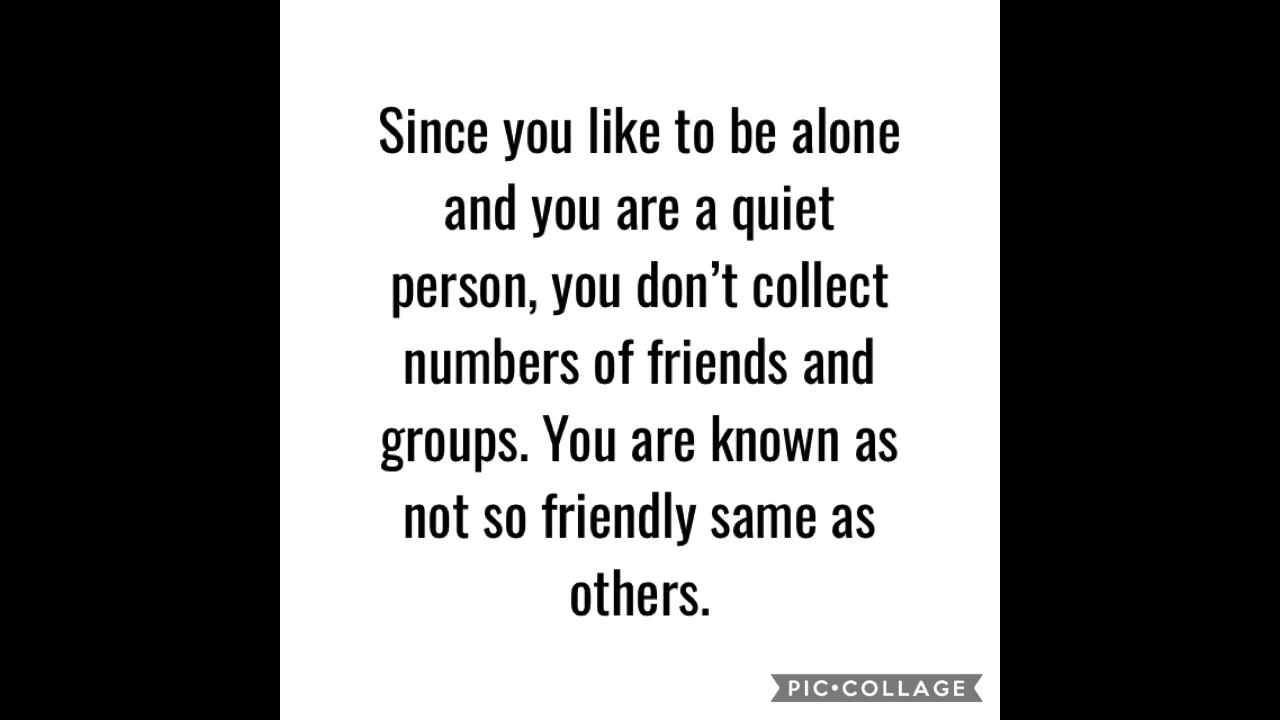 Since you like to be alone
and you are a quiet
person, you don’t collect
numbers of friends and
groups. You are known as
not so friendly same as
others.
PIC•COLLAGE